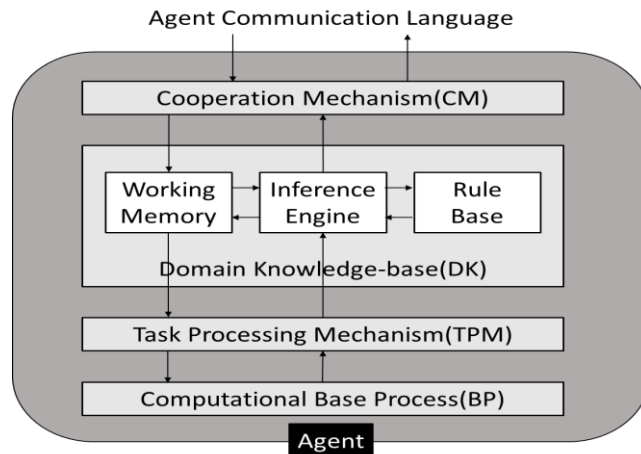 Agent Communication Language
Cooperation Mechanism(CM)
Working
Memory
Inference
Engine
Rule
Base
Domain Knowledge-base(DK)
Task Processing Mechanism(TPM)
Computational Base Process(BP)
Agent